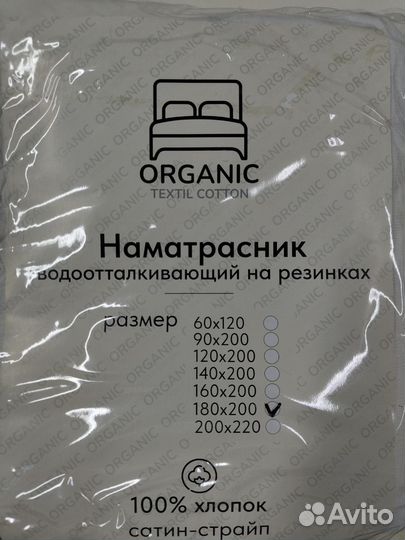 ORGANIC
TEXTIL COTTON
Наматрасник
водоотталкивающий на резинках
размер 60х120
90х200
120х200
140х200
160х200
180х200
200х220
100% хлопок
сатин-страйп
Avito